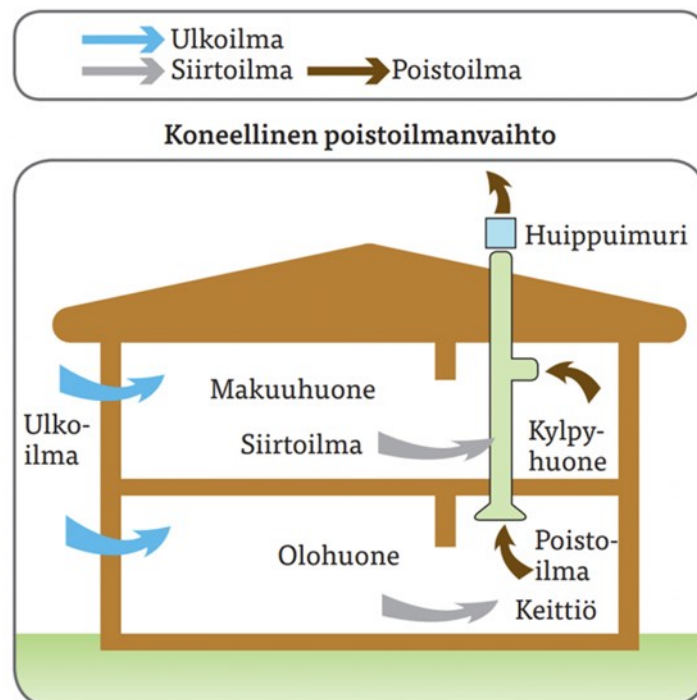 Ulkoilma
Siirtoilma
Poistoilma
Koneellinen poistoilmanvaihto
Huippuimuri
Makuuhuone
Ulko-
ilma
Siirtoilma
Kylpy-
huone
Olohuone
Poisto-
ilma
Keittiö